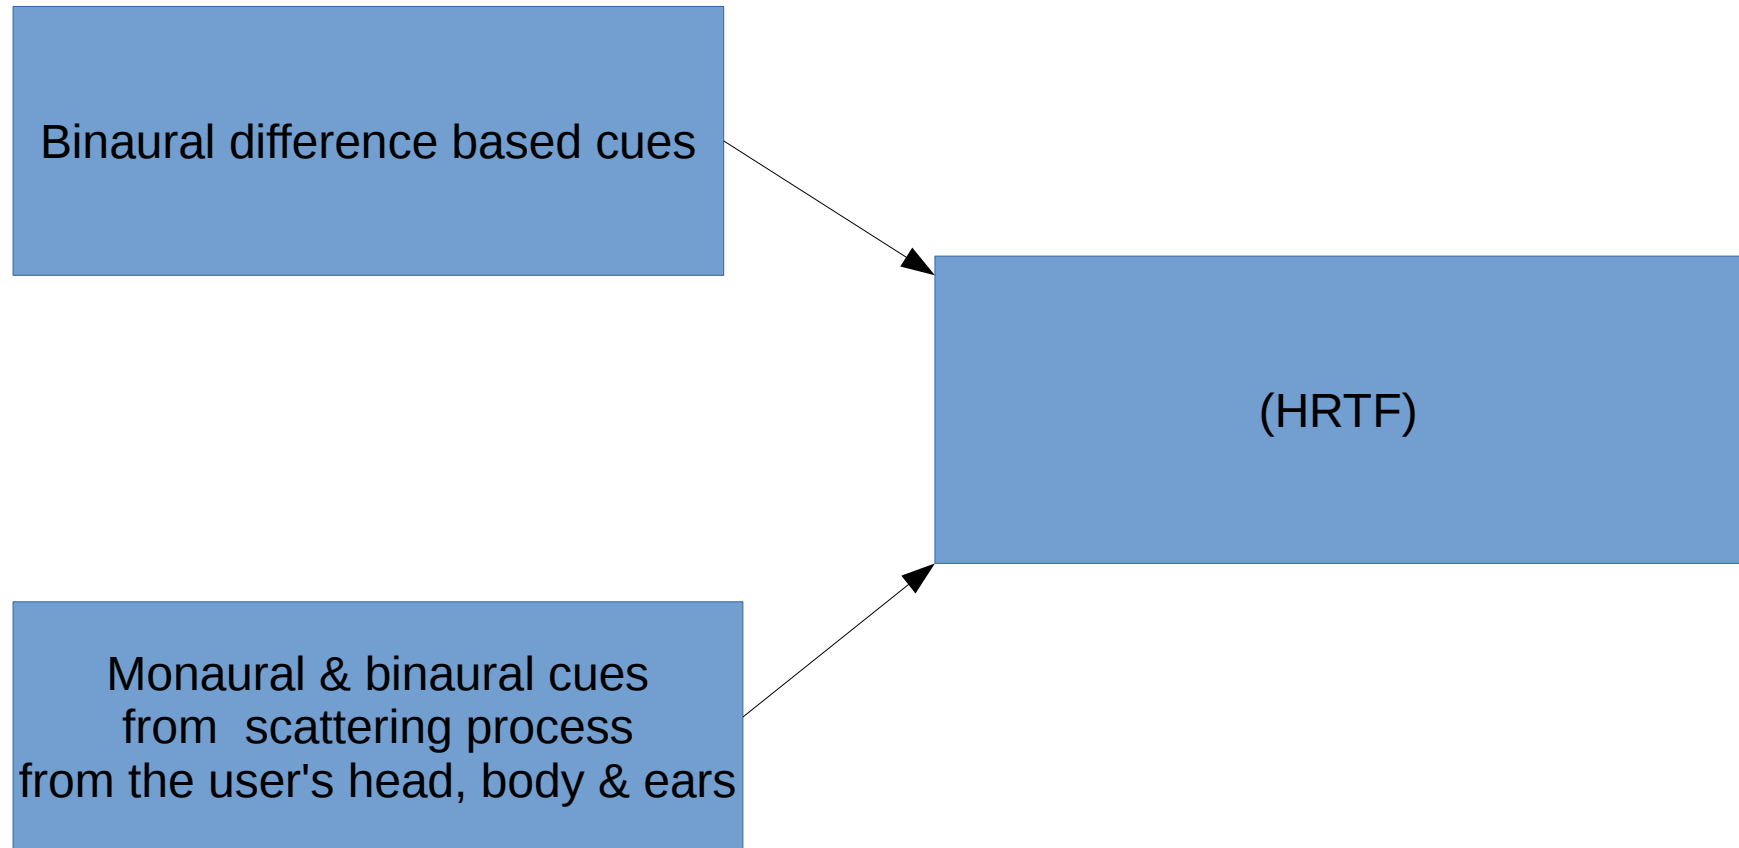 Binaural difference based cues
(HRTF)
Monaural & binaural cues
from  scattering process
from the user's head, body & ears